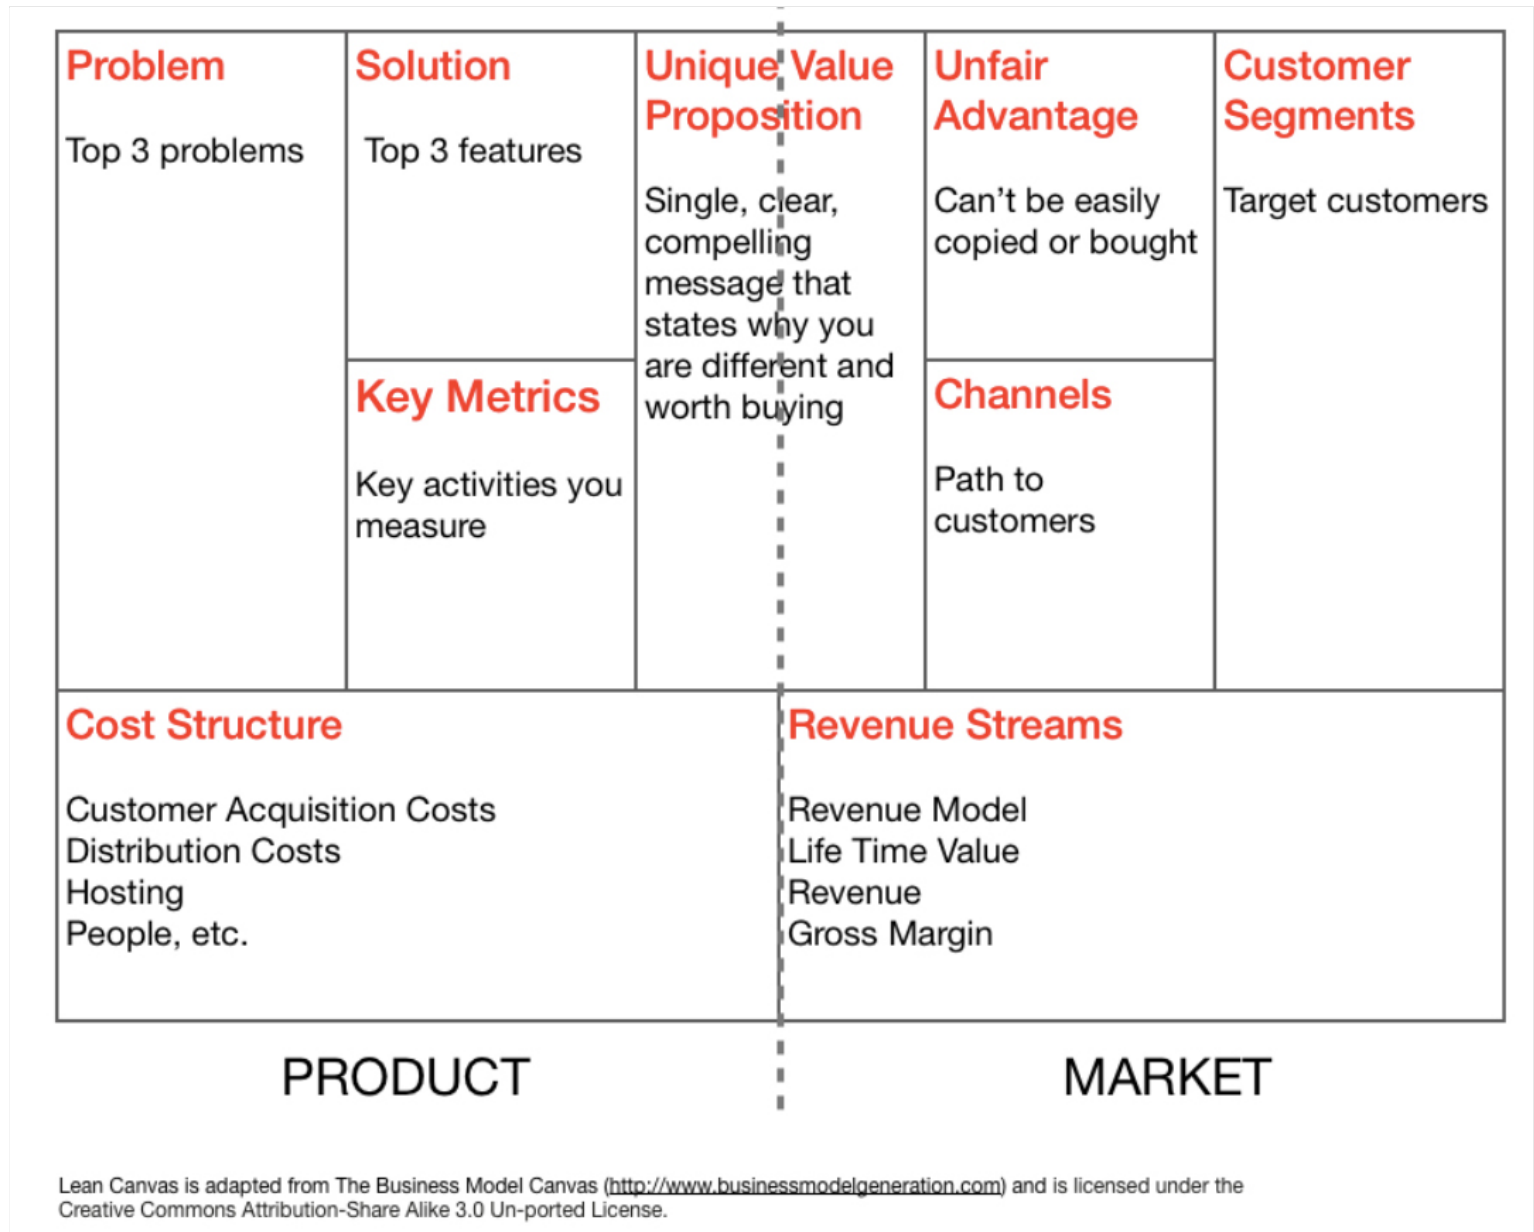 Problem
Top 3 problems
Solution
Top 3 features
Key Metrics
Key activities you
measure
Unique Value
Proposition
Single, clear,
compelling
message that
states why you
are different and
worth buying
Unfair
Advantage
Can’t be easily
copied or bought
Channels
Path to
customers
Customer
Segments
Target customers
Cost Structure
Customer Acquisition Costs
Distribution Costs
Hosting
People, etc.
Revenue Streams
Revenue Model
Life Time Value
Revenue
Gross Margin
PRODUCT
MARKET
Lean Canvas is adapted from The Business Model Canvas (http://www.businessmodelgeneration.com) and is licensed under the
Creative Commons Attribution-Share Alike 3.0 Un-ported License.